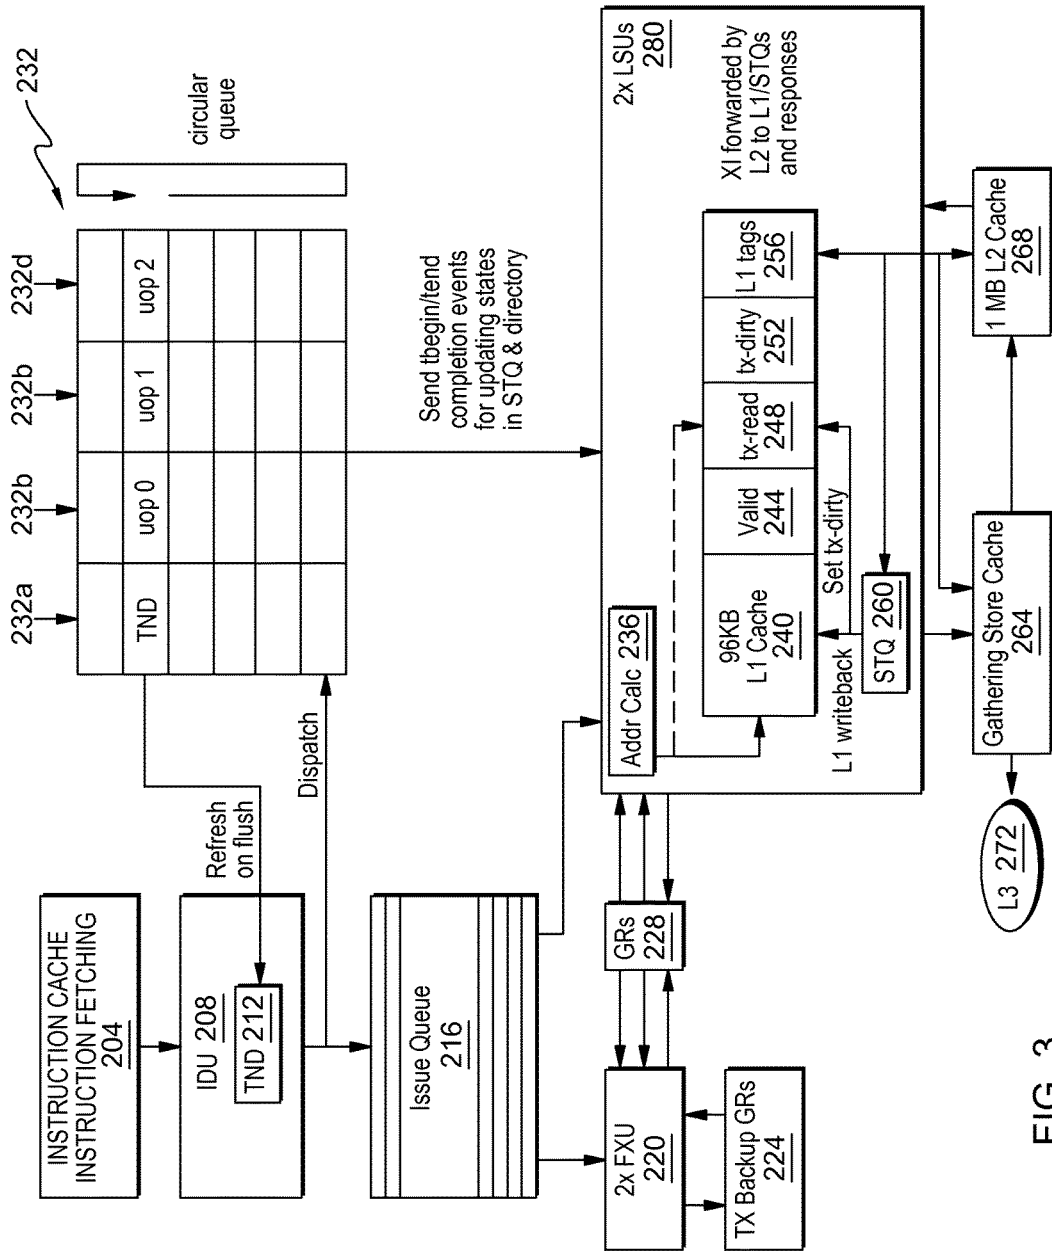 INSTRUCTION CACHE
INSTRUCTION FETCHING
204
IDU 208
TND 212
Refresh
on flush
Dispatch
Issue Queue
216
232
232a
232b
232b
232d
TND
uop 0
uop 1
uop 2
circular
queue
Send tbegin/tend
completion events
for updating states
in STQ & directory
2x FXU
220
TX Backup GRs
224
GRs
228
2x LSUs
280
Addr Calc 236
96KB
L1 Cache
240
Valid
244
tx-read
248
tx-dirty
252
L1 tags
256
XI forwarded by
L2 to L1/STQs
and responses
L1 writeback
Set tx-dirty
STQ 260
L3 272
Gathering Store Cache
264
1 MB L2 Cache
268
FIG. 3